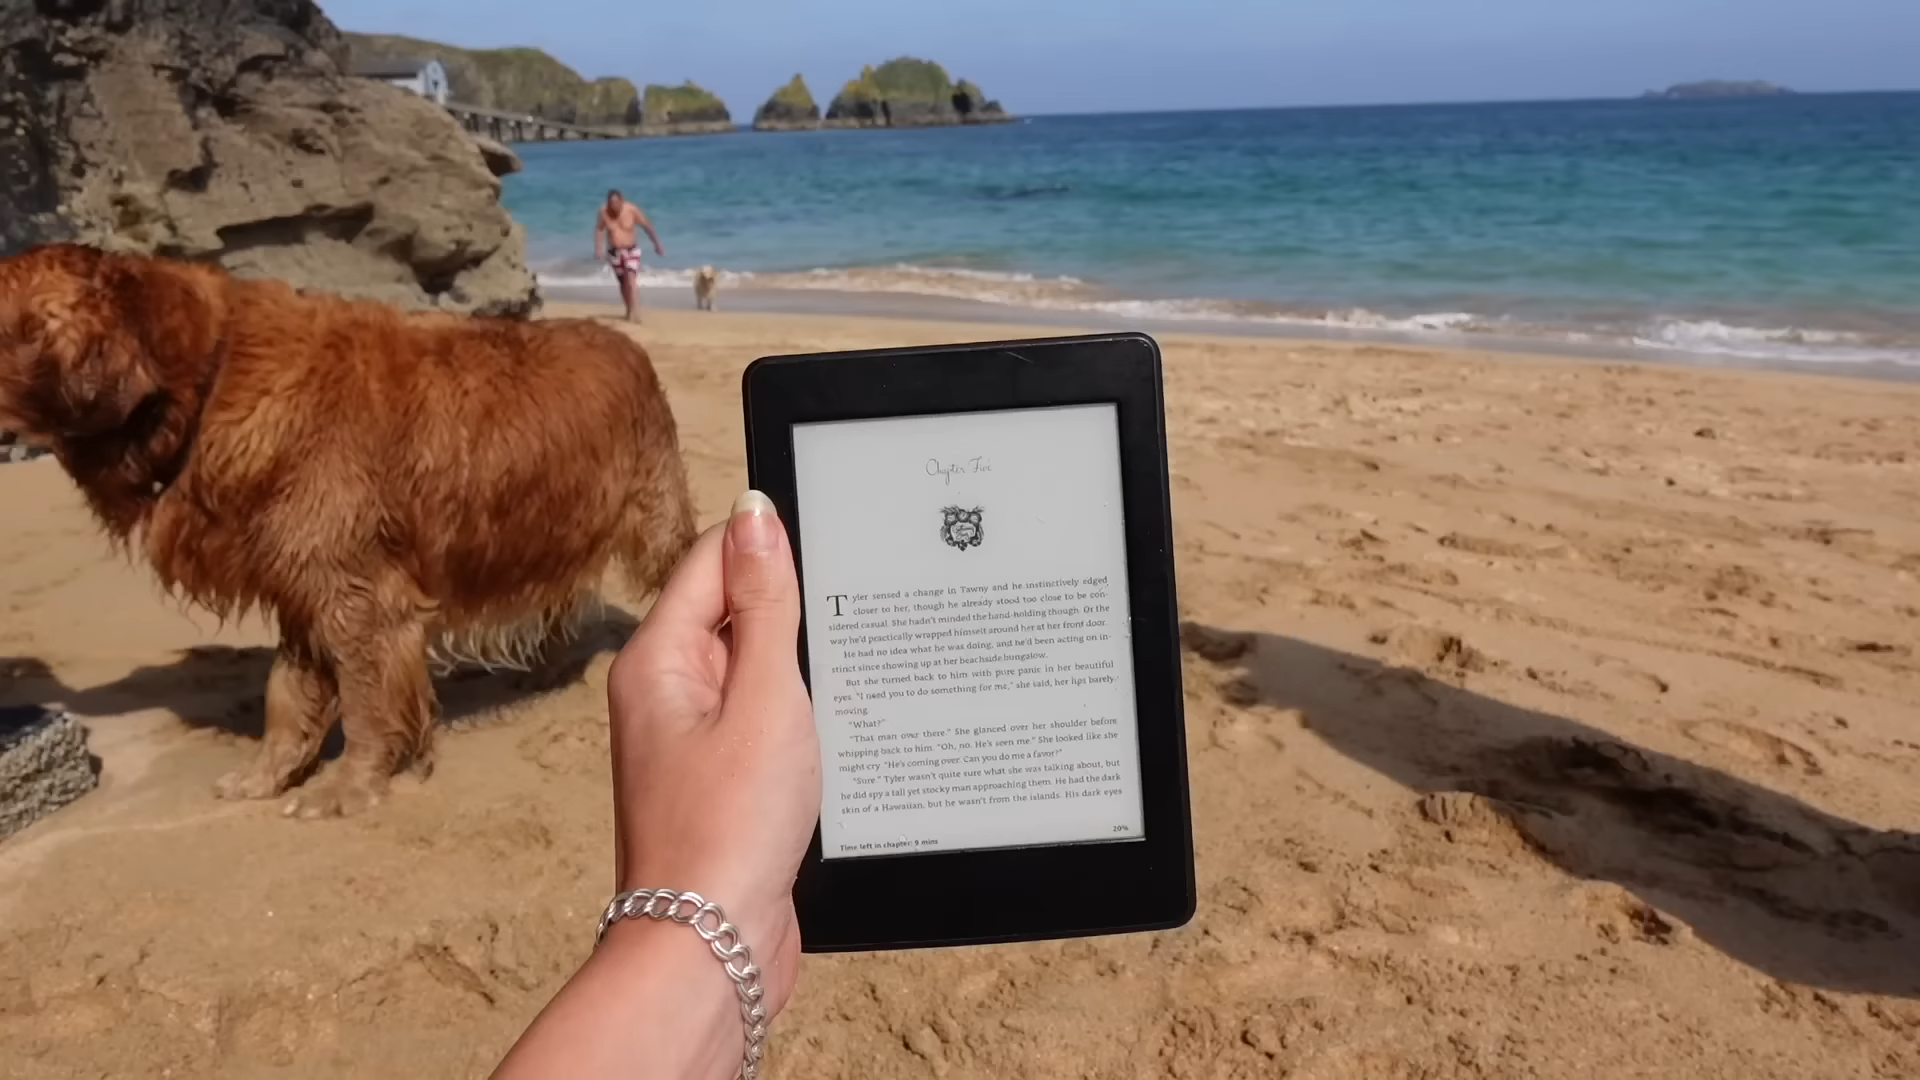 Chapter Five
Tyler sensed a change in Tawny and he instinctively edged
closer to her, though he already stood too close to be con-
sidered casual. She hadn't minded the hand-holding though. Or the
way he'd practically wrapped himself around her at her front door.
He had no idea what he was doing, and he'd been acting on in-
stinct since showing up at her beachside bungalow.
But she turned back to him with pure panic in her beautiful
eyes. "I need you to do something for me," she said, her lips barely
moving.
"What?"
"That man over there." She glanced over her shoulder before
whipping back to him. "Oh, no. He's seen me." She looked like she
might cry. "He's coming over. Can you do me a favor?"
"Sure." Tyler wasn't quite sure what she was talking about, but
he did spy a tall yet stocky man approaching them. He had the dark
skin of a Hawaiian, but he wasn't from the islands. His dark eyes
Time left in chapter: 9 mins
20%